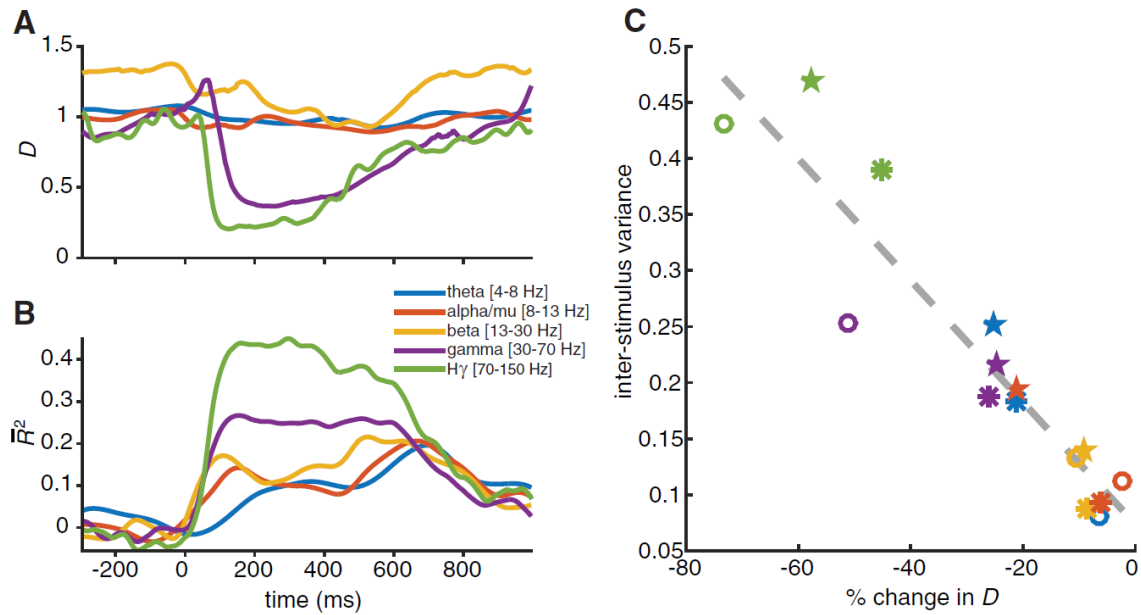 A
D
1.5
1
0.5
0
B
R̅²
0.4
0.3
0.2
0.1
0
theta [4-8 Hz]
alpha/mu [8-13 Hz]
beta [13-30 Hz]
gamma [30-70 Hz]
Hγ [70-150 Hz]
-200 0 200 400 600 800
time (ms)
C
inter-stimulus variance
0.5
0.45
0.4
0.35
0.3
0.25
0.2
0.15
0.1
0.05
-80 -60 -40 -20 0
% change in D